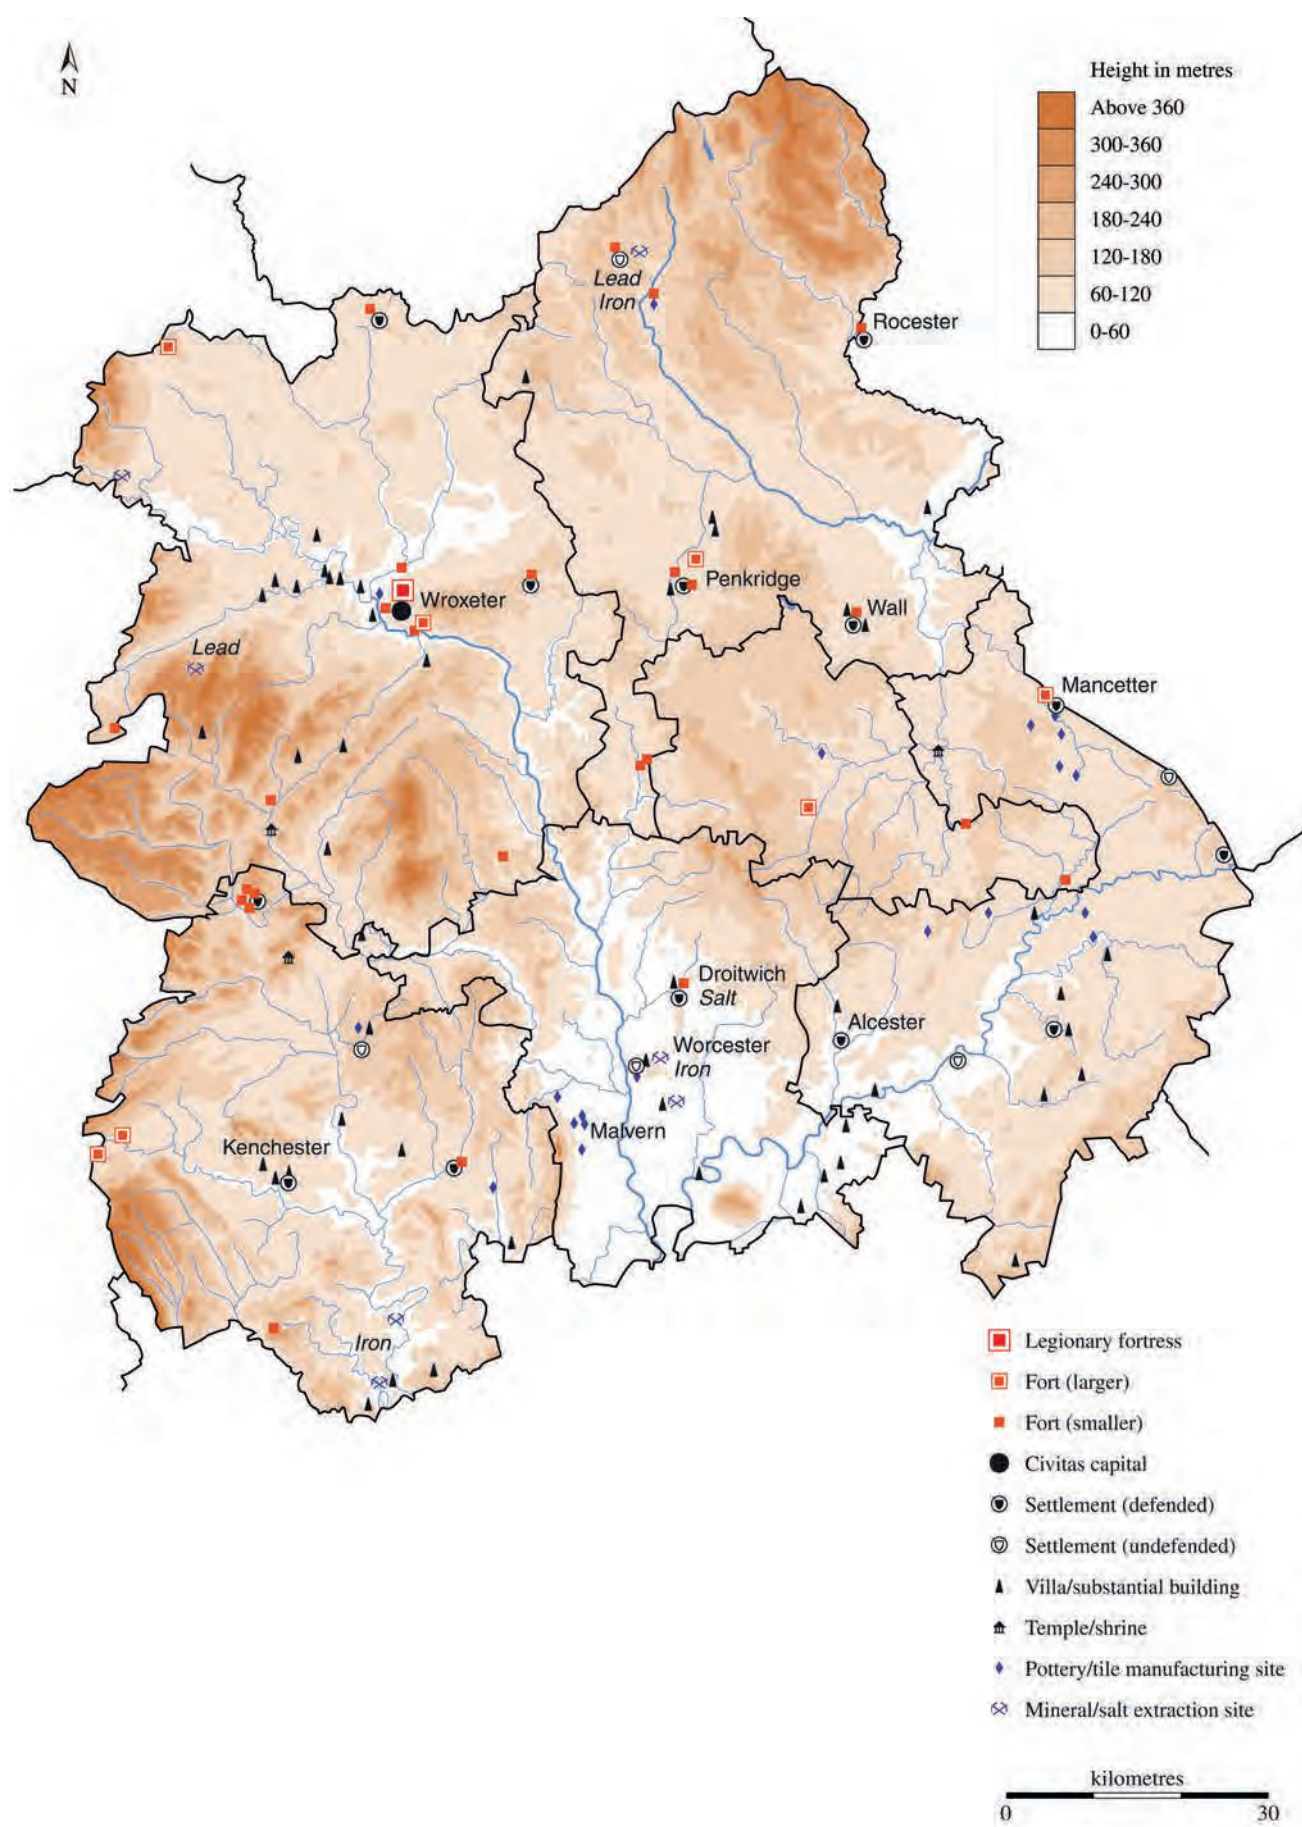 N
Height in metres
Above 360
300-360
240-300
180-240
120-180
60-120
0-60
Lead
Iron
Rocester
Penkridge
Wroxeter
Wall
Lead
Mancetter
Droitwich
Salt
Alcester
Worcester
Iron
Malvern
Kenchester
Iron
Legionary fortress
Fort (larger)
Fort (smaller)
Civitas capital
Settlement (defended)
Settlement (undefended)
Villa/substantial building
Temple/shrine
Pottery/tile manufacturing site
Mineral/salt extraction site
kilometres
0 30